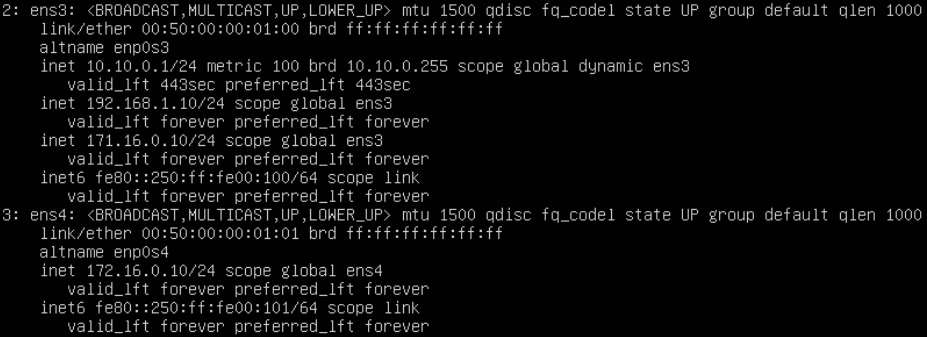 2: ens3: <BROADCAST,MULTICAST,UP,LOWER_UP> mtu 1500 qdisc fq_codel state UP group default qlen 1000
link/ether 00:50:00:00:01:00 brd ff:ff:ff:ff:ff:ff
altname enp0s3
inet 10.10.0.1/24 metric 100 brd 10.10.0.255 scope global dynamic ens3
valid_lft 443sec preferred_lft 443sec
inet 192.168.1.10/24 scope global ens3
valid_lft forever preferred_lft forever
inet 171.16.0.10/24 scope global ens3
valid_lft forever preferred_lft forever
inet6 fe80::250:ff:fe00:100/64 scope link
valid_lft forever preferred_lft forever
3: ens4: <BROADCAST,MULTICAST,UP,LOWER_UP> mtu 1500 qdisc fq_codel state UP group default qlen 1000
link/ether 00:50:00:00:01:01 brd ff:ff:ff:ff:ff:ff
altname enp0s4
inet 172.16.0.10/24 scope global ens4
valid_lft forever preferred_lft forever
inet6 fe80::250:ff:fe00:101/64 scope link
valid_lft forever preferred_lft forever